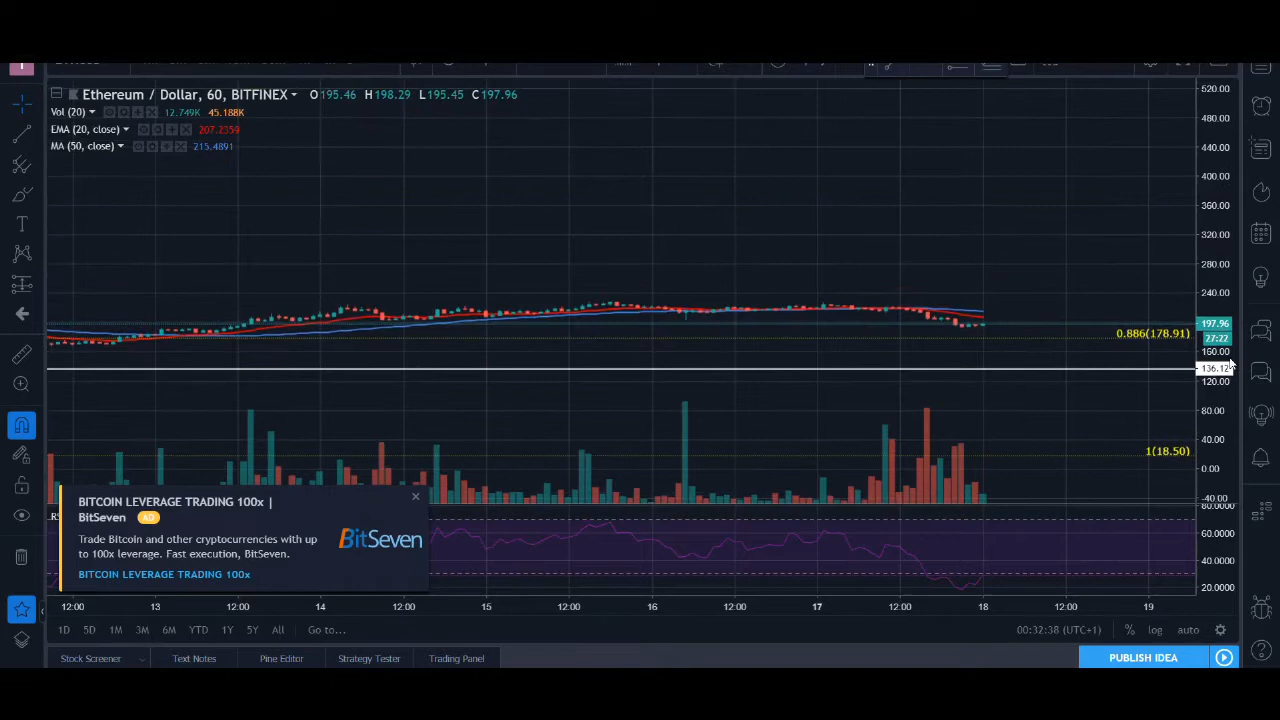 Ethereum / Dollar, 60, BITFINEX O195.46 H198.29 L195.45 C197.96
Vol (20) 12.749K 45.188K
EMA (20, close) 207.2359
MA (50, close) 215.4891
520.00
480.00
440.00
400.00
360.00
320.00
280.00
240.00
197.96
27:22
0.886(178.91)
160.00
136.12
120.00
80.00
40.00
1(18.50)
0.00
-40.00
80.0000
40.0000
20.0000
BITCOIN LEVERAGE TRADING 100x |
BitSeven AD
Trade Bitcoin and other cryptocurrencies with up
to 100x leverage. Fast execution, BitSeven.
BITCOIN LEVERAGE TRADING 100x
BitSeven
12:00 13 12:00 14 12:00 15 12:00 16 12:00 17 12:00 18 12:00 19
1D 5D 1M 3M 6M YTD 1Y 5Y All Go to... 00:32:38 (UTC+1) % log auto
Stock Screener Text Notes Pine Editor Strategy Tester Trading Panel PUBLISH IDEA